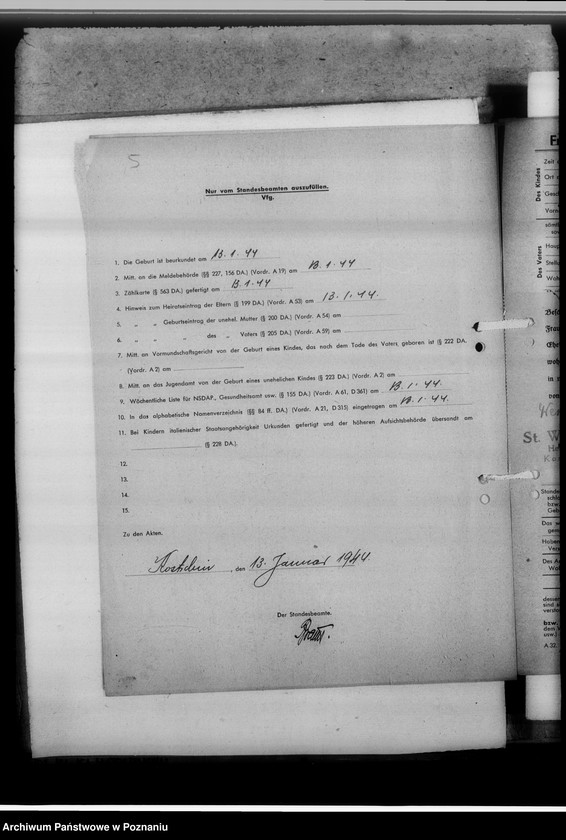 5
Nur vom Standesbeamten auszufüllen.
Vfg.
1. Die Geburt ist beurkundet am 13.1.44
2. Mitt. an die Meldebehörde (§§ 227, 156 DA.) (Vordr. A 19) am 13.1.44
3. Zählkarte (§ 563 DA.) gefertigt am 13.1.44
4. Hinweis zum Heiratseintrag der Eltern (§ 199 DA.) (Vordr. A 53) am 13.1.44.
5. „ „ Geburtseintrag der unehel. Mutter (§ 200 DA.) (Vordr. A 54) am
6. „ „ „ des „ Vaters (§ 205 DA.) (Vordr. A 59) am
7. Mitt. an Vormundschaftsgericht von der Geburt eines Kindes, das nach dem Tode des Vaters geboren ist (§ 222 DA.
(Vordr. A 2) am
8. Mitt. an das Jugendamt von der Geburt eines unehelichen Kindes (§ 223 DA.) (Vordr. A 2) am
9. Wöchentliche Liste für NSDAP., Gesundheitsamt usw. (§ 155 DA.) (Vordr. A 61, D 361) am 13.1.44.
10. In das alphabetische Namenverzeichnis (§§ 84 ff. DA.) (Vordr. A 21, D 315) eingetragen am 13.1.44.
11. Bei Kindern italienischer Staatsangehörigkeit Urkunden gefertigt und der höheren Aufsichtsbehörde übersandt am
(§ 228 DA.).
12.
13.
14.
15.
Zu den Akten.
, den 13. Januar 1944.
Der Standesbeamte.
Des Kindes
Zeit
Ort
Des Vaters
St. W
A 22.
Archiwum Państwowe w Poznaniu